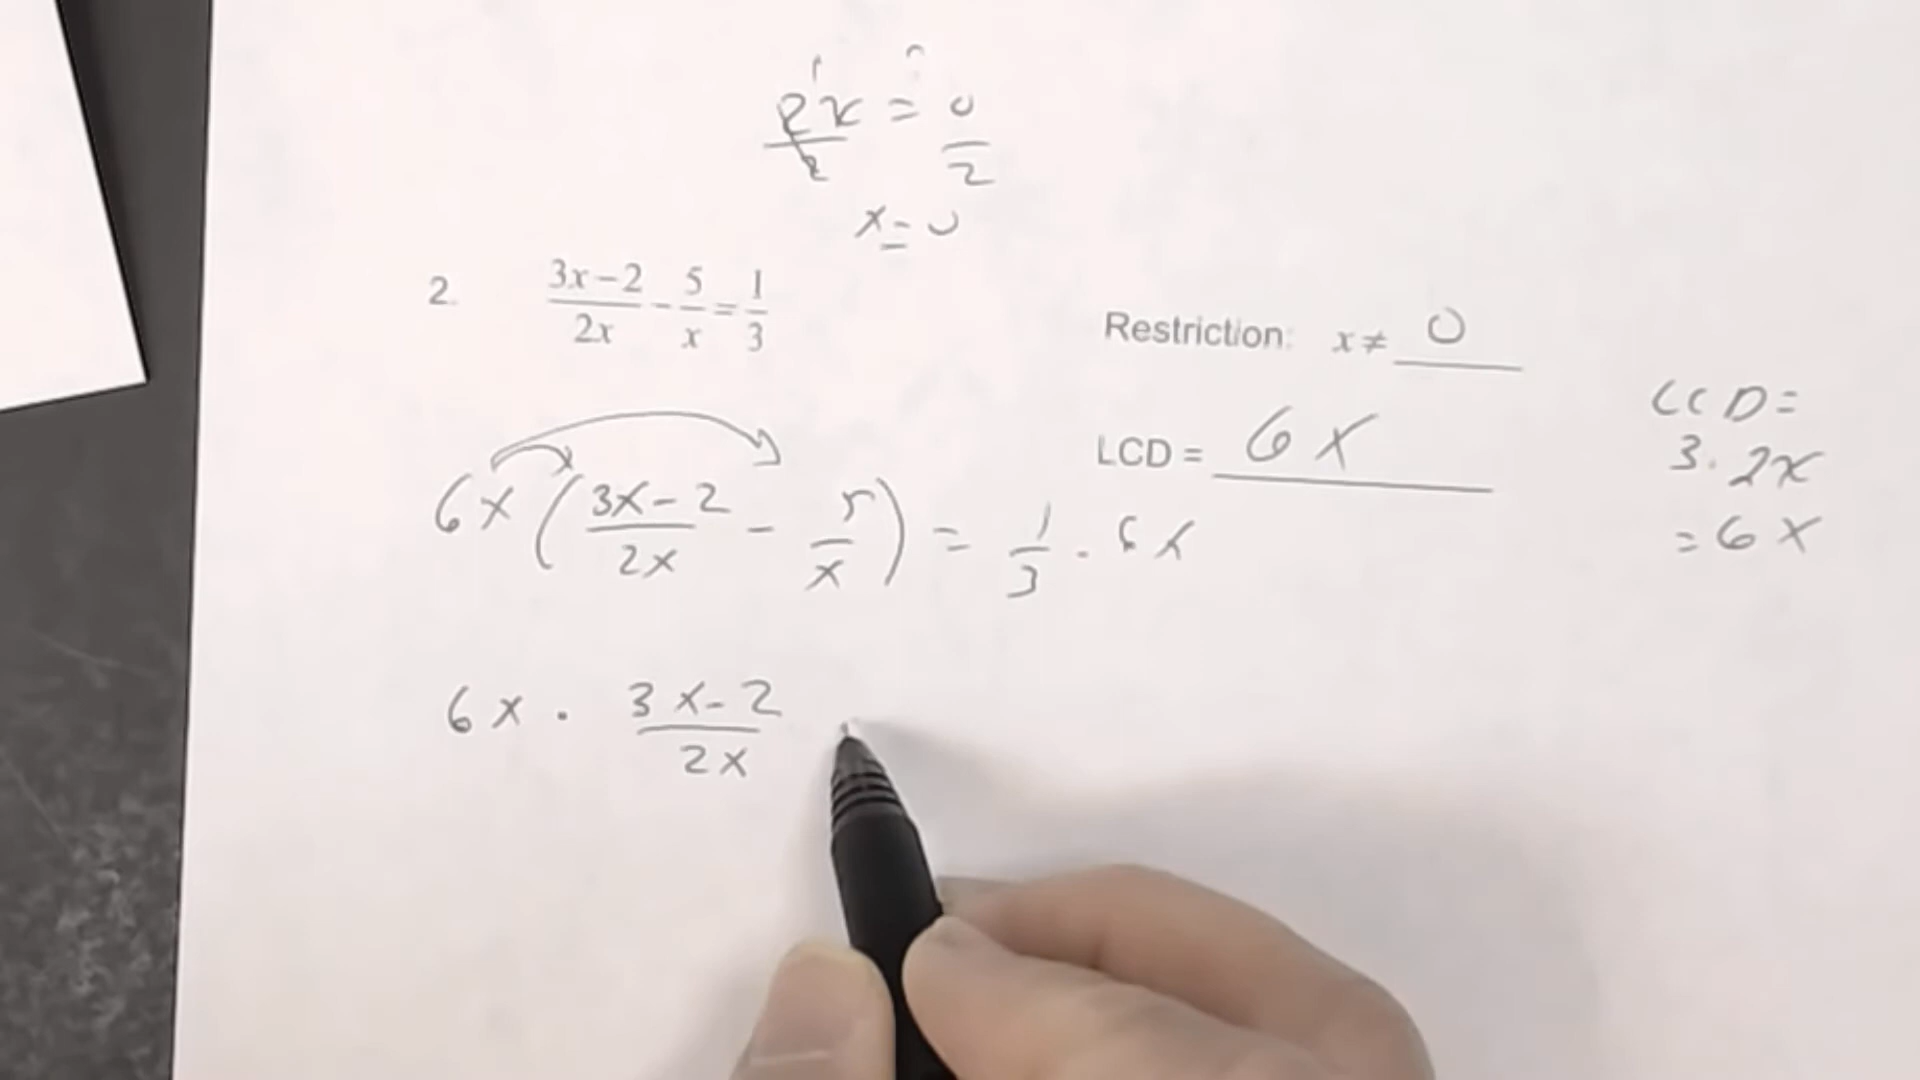 2x/2 = 0/2
x = 0
2. (3x-2)/2x - 5/x = 1/3
Restriction: x ≠ 0
LCD = 6x
LCD =
3 · 2x
= 6x
6x ( (3x-2)/2x - 5/x ) = 1/3 · 6x
6x · (3x-2)/2x